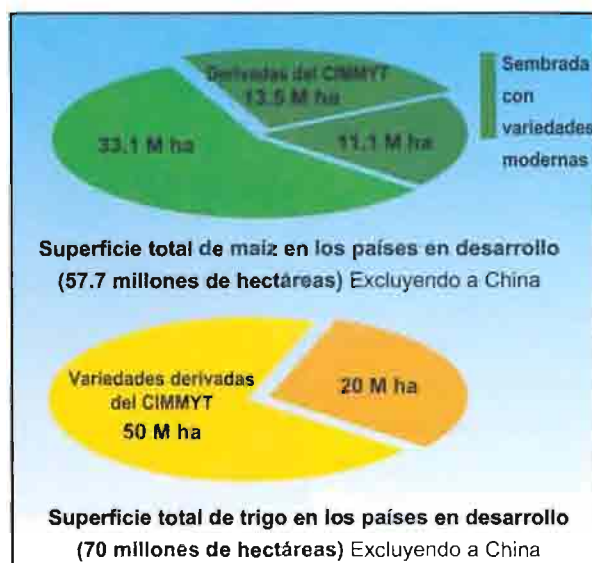 Derivadas del CIMMYT
13.5 M ha
33.1 M ha
11.1 M ha
Sembrada
con
variedades
modernas
Superficie total de maíz en los países en desarrollo
(57.7 millones de hectáreas) Excluyendo a China
Variedades derivadas
del CIMMYT
50 M ha
20 M ha
Superficie total de trigo en los países en desarrollo
(70 millones de hectáreas) Excluyendo a China